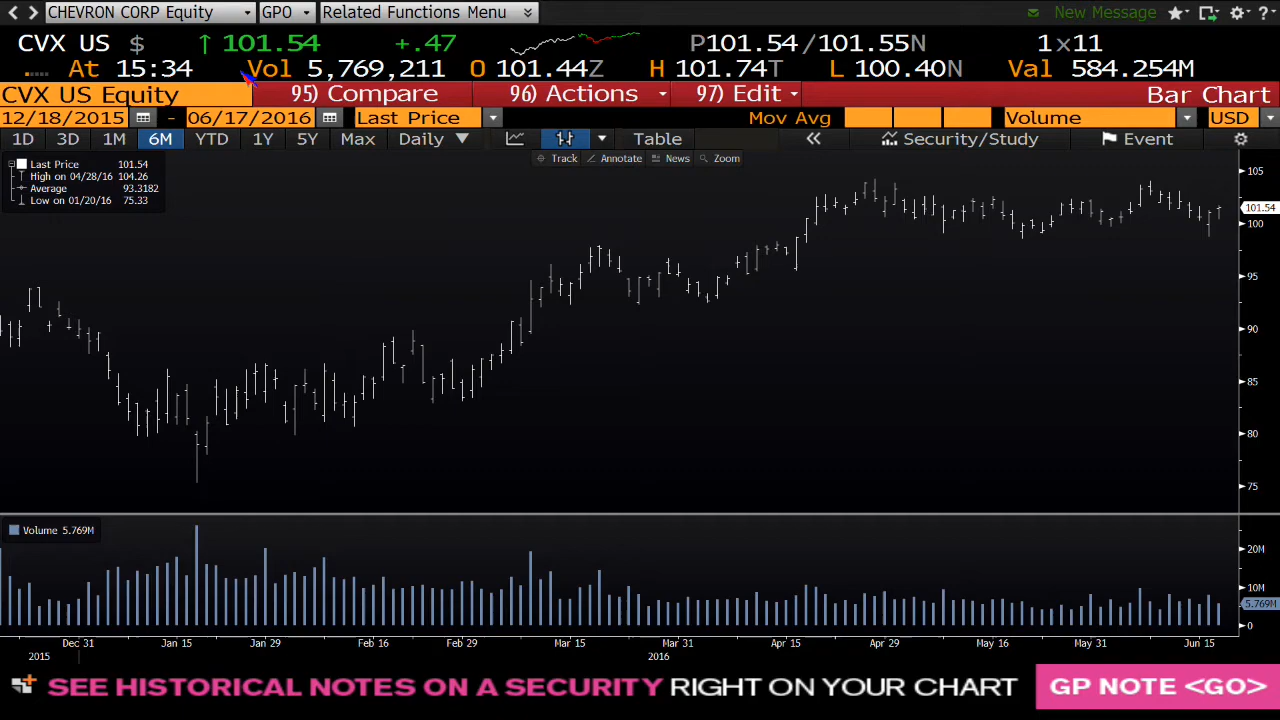 CHEVRON CORP Equity GPO Related Functions Menu New Message
CVX US $ ↑ 101.54 +.47 P101.54 /101.55N 1x11
At 15:34 Vol 5,769,211 O 101.44Z H 101.74T L 100.40N Val 584.254M
CVX US Equity 95) Compare 96) Actions 97) Edit Bar Chart
12/18/2015 - 06/17/2016 Last Price Mov Avg Volume USD
1D 3D 1M 6M YTD 1Y 5Y Max Daily Table Security/Study Event
Track Annotate News Zoom
Last Price 101.54
High on 04/28/16 104.26
Average 93.3182
Low on 01/20/16 75.33
105
101.54
100
95
90
85
80
75
Volume 5.769M
20M
10M
5.769M
0
Dec 31 Jan 15 Jan 29 Feb 16 Feb 29 Mar 15 Mar 31 Apr 15 Apr 29 May 16 May 31 Jun 15
2015 2016
SEE HISTORICAL NOTES ON A SECURITY RIGHT ON YOUR CHART GP NOTE <GO>